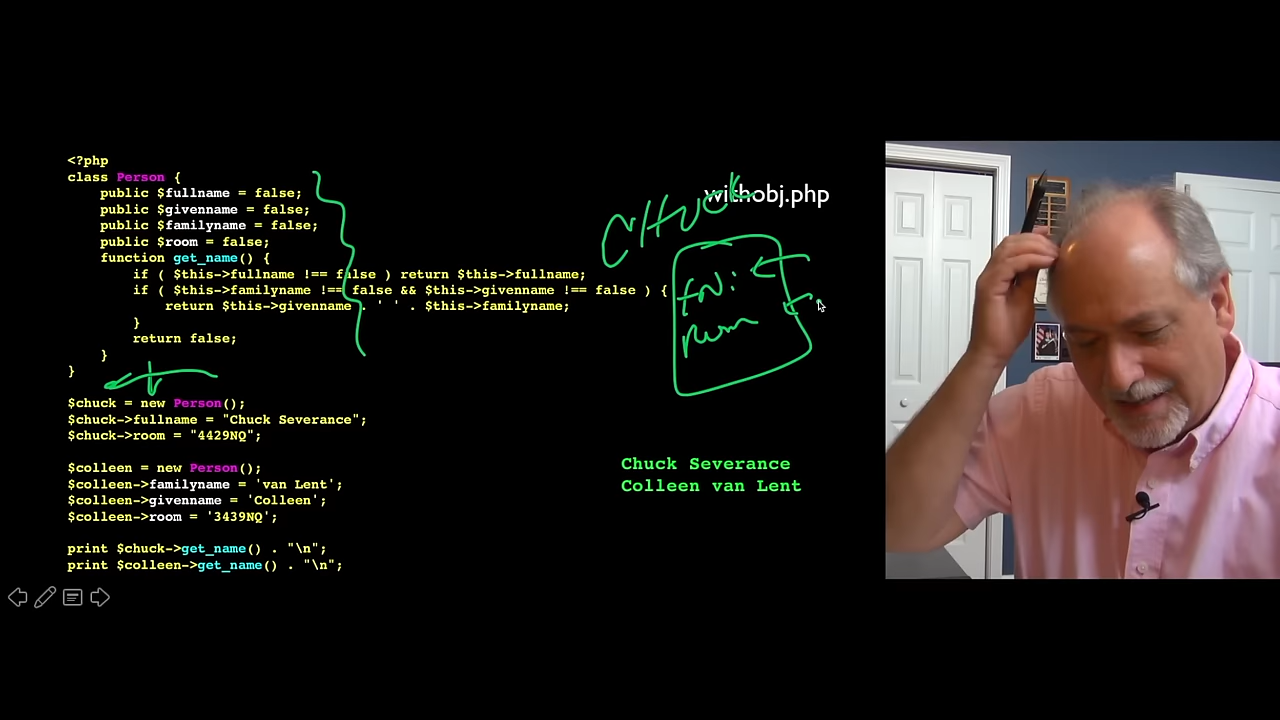 <?php
class Person {
    public $fullname = false;
    public $givenname = false;
    public $familyname = false;
    public $room = false;
    function get_name() {
        if ( $this->fullname !== false ) return $this->fullname;
        if ( $this->familyname !== false && $this->givenname !== false ) {
            return $this->givenname . ' ' . $this->familyname;
        }
        return false;
    }
}
$chuck = new Person();
$chuck->fullname = "Chuck Severance";
$chuck->room = "4429NQ";
$colleen = new Person();
$colleen->familyname = 'van Lent';
$colleen->givenname = 'Colleen';
$colleen->room = '3439NQ';
print $chuck->get_name() . "\n";
print $colleen->get_name() . "\n";
withobj.php
CHUCK
Chuck Severance
Colleen van Lent